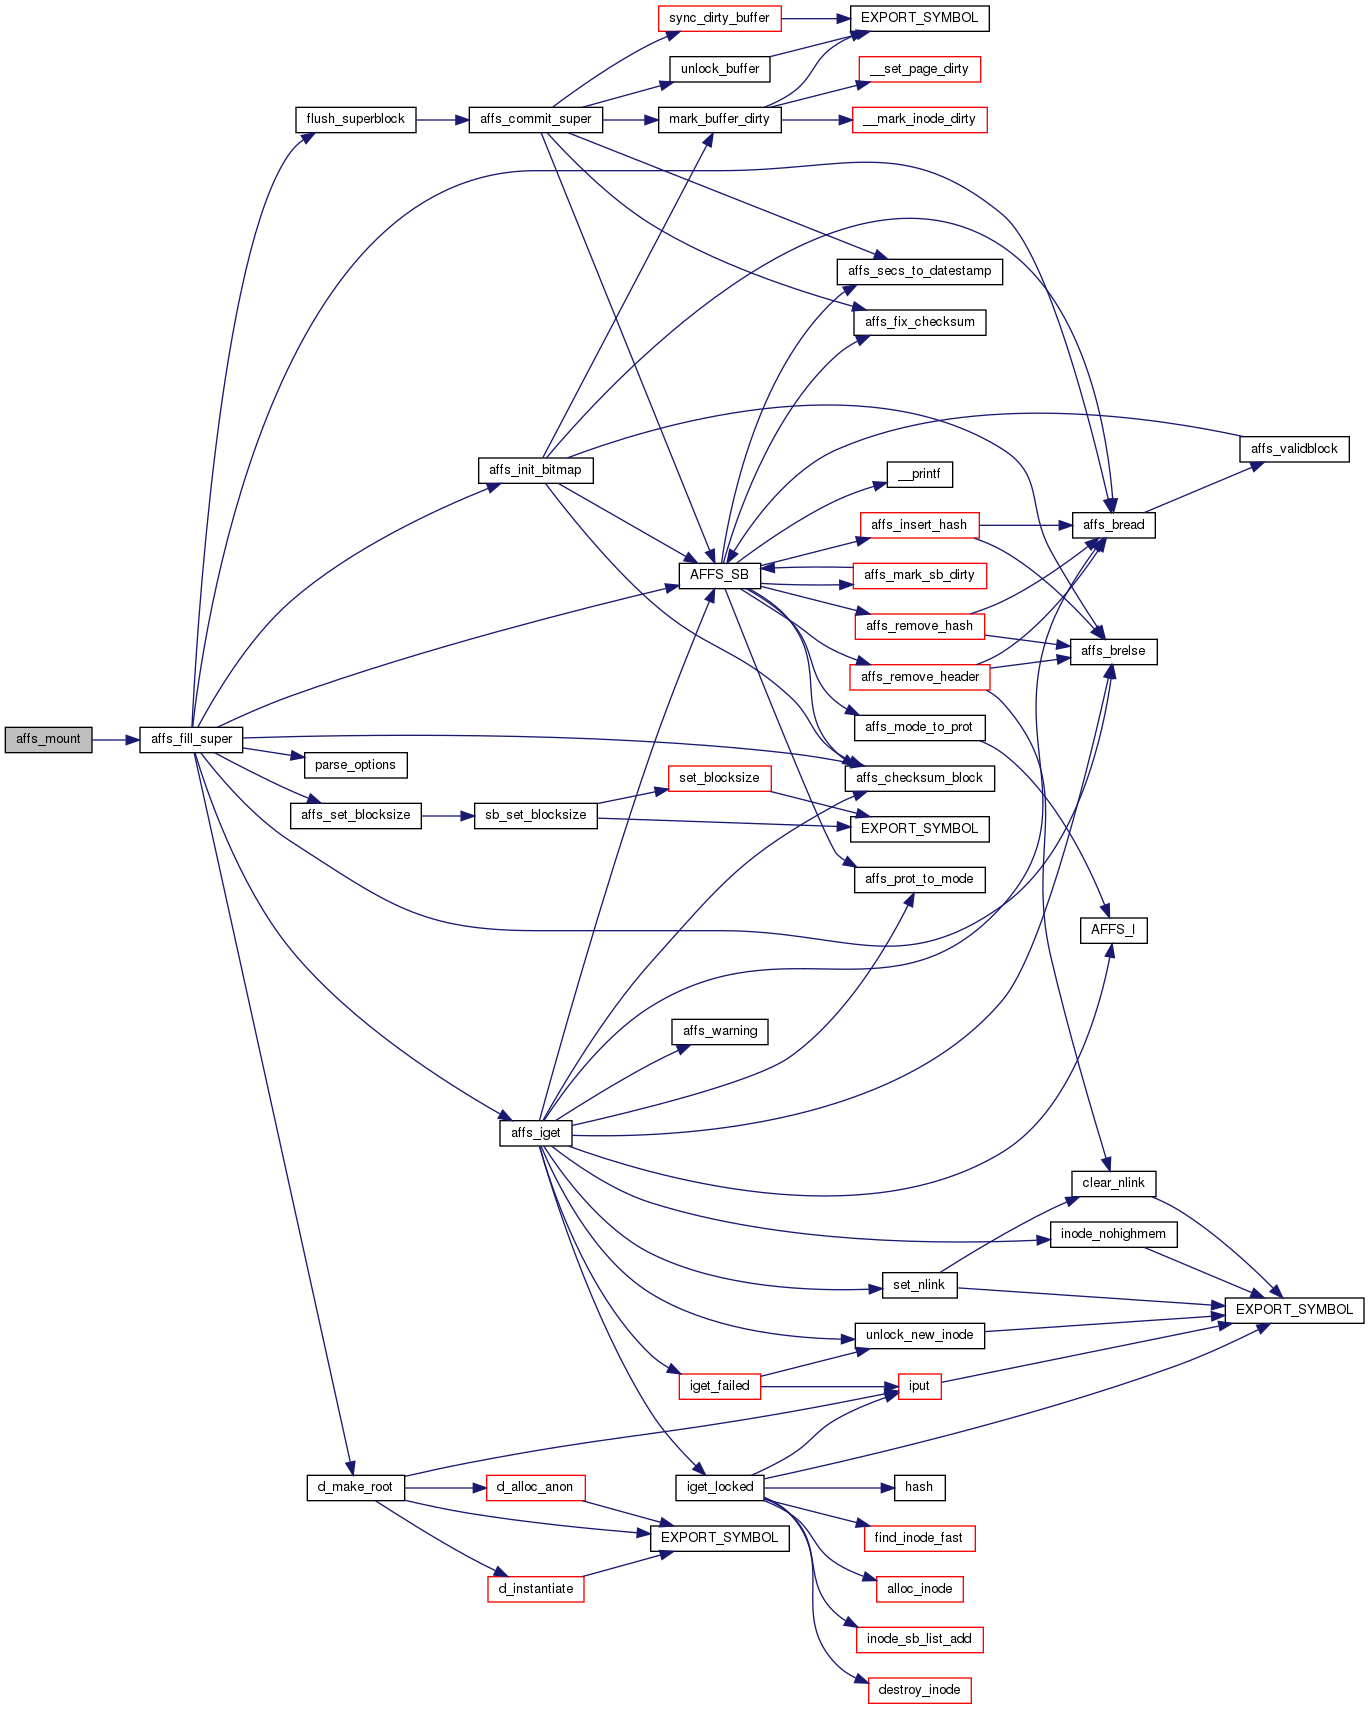 sync_dirty_buffer
EXPORT_SYMBOL
unlock_buffer
__set_page_dirty
flush_superblock
affs_commit_super
mark_buffer_dirty
__mark_inode_dirty
affs_secs_to_datestamp
affs_fix_checksum
affs_validblock
affs_init_bitmap
__printf
affs_insert_hash
affs_bread
AFFS_SB
affs_mark_sb_dirty
affs_remove_hash
affs_brelse
affs_remove_header
affs_mode_to_prot
affs_mount
affs_fill_super
parse_options
set_blocksize
affs_checksum_block
affs_set_blocksize
sb_set_blocksize
EXPORT_SYMBOL
affs_prot_to_mode
AFFS_I
affs_warning
affs_iget
clear_nlink
inode_nohighmem
set_nlink
EXPORT_SYMBOL
unlock_new_inode
iget_failed
iput
d_make_root
d_alloc_anon
iget_locked
hash
EXPORT_SYMBOL
find_inode_fast
d_instantiate
alloc_inode
inode_sb_list_add
destroy_inode